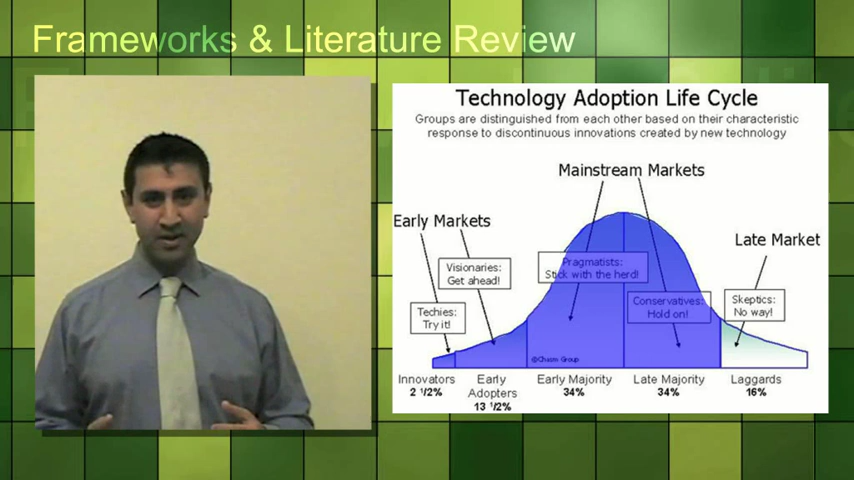 Frameworks & Literature Review
Technology Adoption Life Cycle
Groups are distinguished from each other based on their characteristic
response to discontinuous innovations created by new technology
Mainstream Markets
Early Markets
Late Market
Visionaries:
Get ahead!
Pragmatists:
Stick with the herd!
Techies:
Try it!
Conservatives:
Hold on!
Skeptics:
No way!
©Chasm Group
Innovators
2 1/2%
Early
Adopters
13 1/2%
Early Majority
34%
Late Majority
34%
Laggards
16%